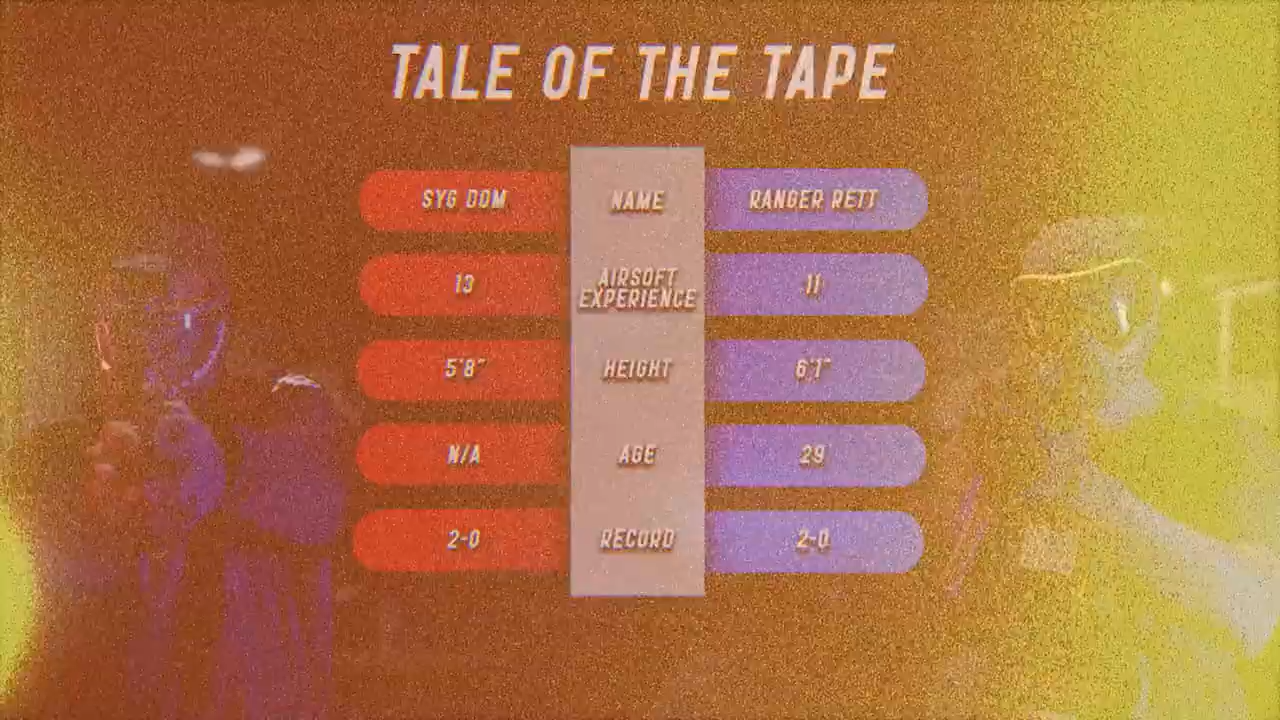 TALE OF THE TAPE
SYG DOM NAME RANGER RETT
13 AIRSOFT EXPERIENCE 11
5'8" HEIGHT 6'1"
N/A AGE 29
2-0 RECORD 2-0